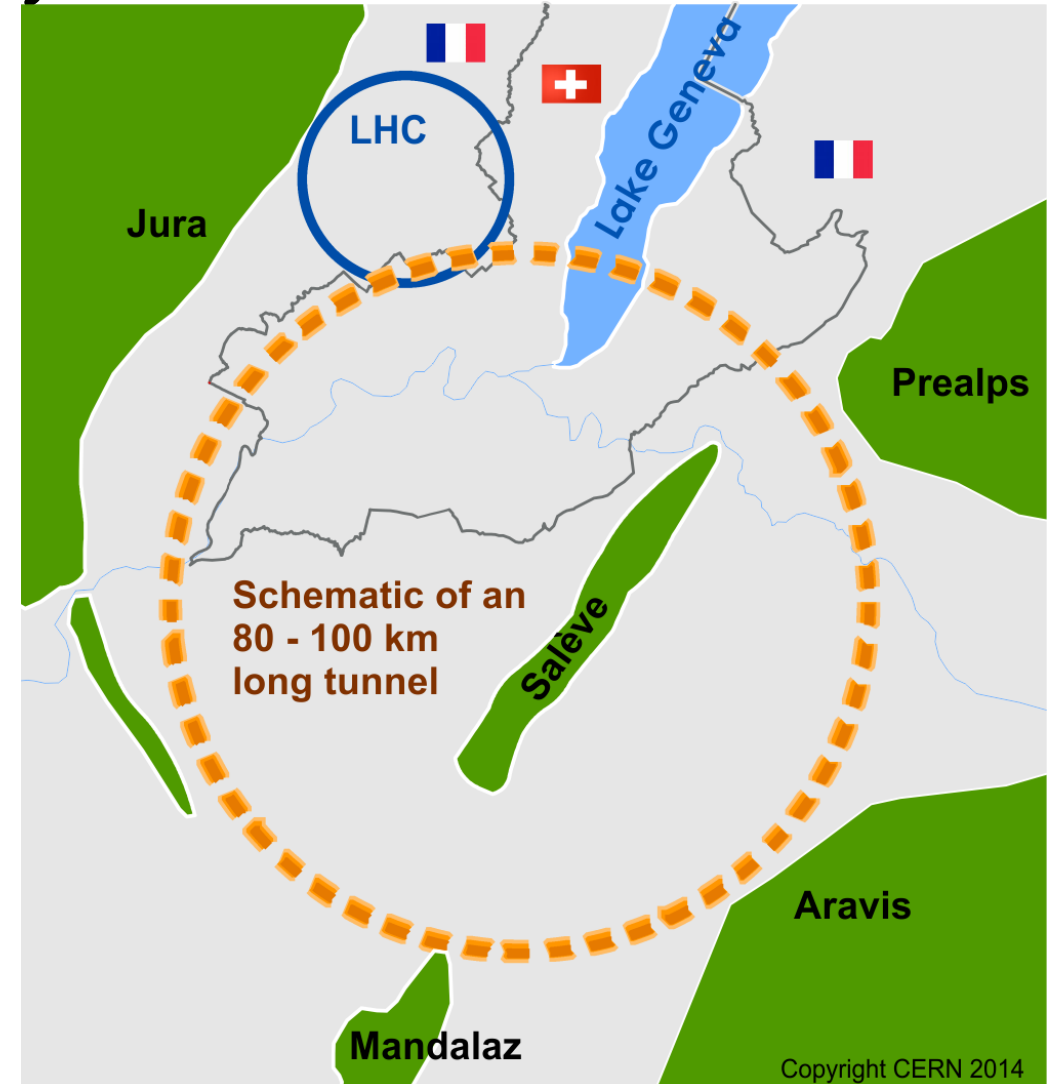 LHC
Lake Geneva
Jura
Prealps
Schematic of an
80 - 100 km
long tunnel
Salève
Aravis
Mandalaz
Copyright CERN 2014